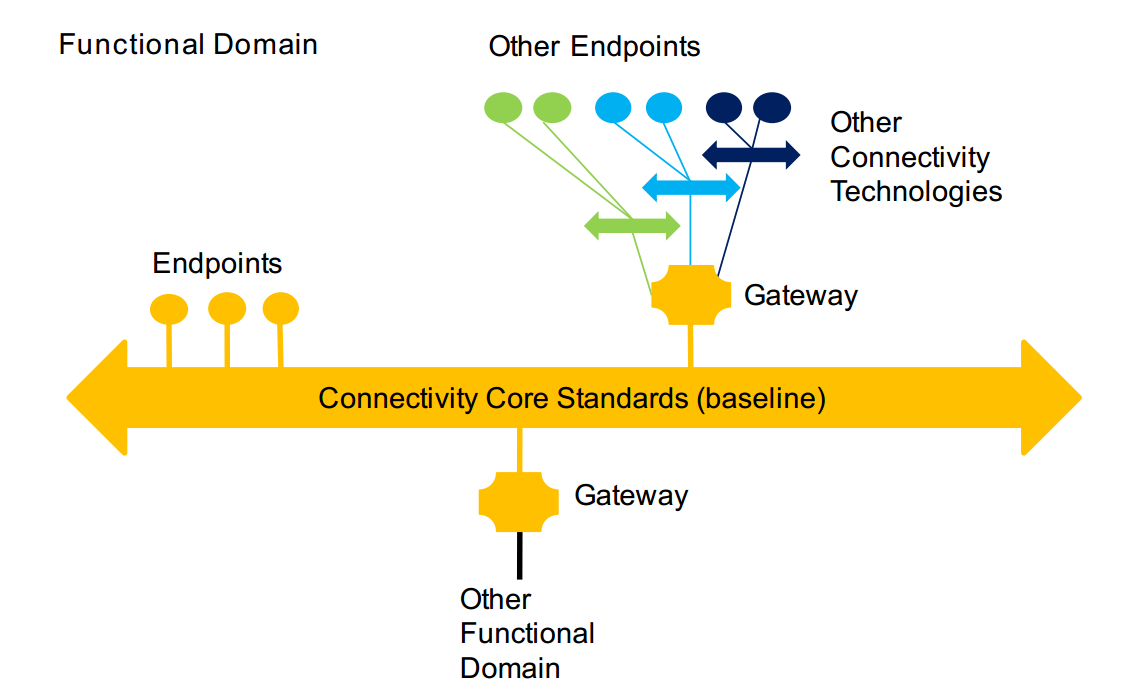 Functional Domain
Other Endpoints
Other
Connectivity
Technologies
Endpoints
Gateway
Connectivity Core Standards (baseline)
Gateway
Other
Functional
Domain